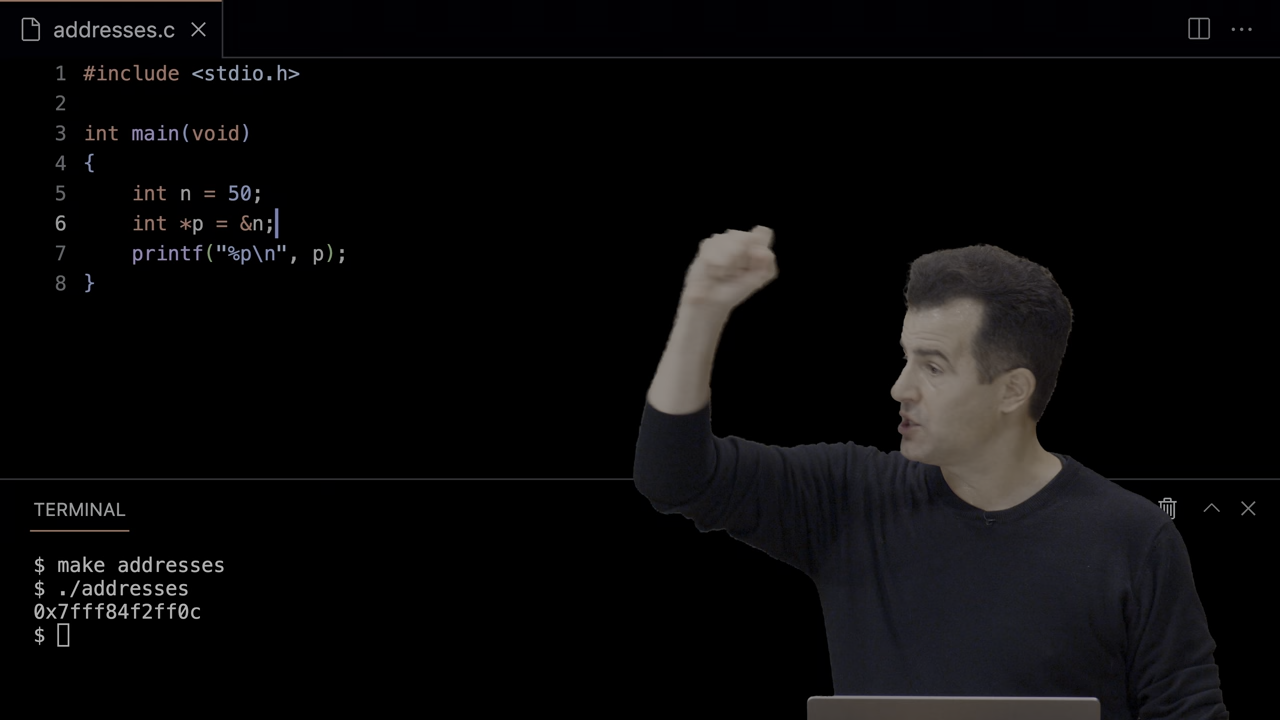 addresses.c
1 #include <stdio.h>
2
3 int main(void)
4 {
5     int n = 50;
6     int *p = &n;
7     printf("%p\n", p);
8 }
TERMINAL
$ make addresses
$ ./addresses
0x7fff84f2ff0c
$